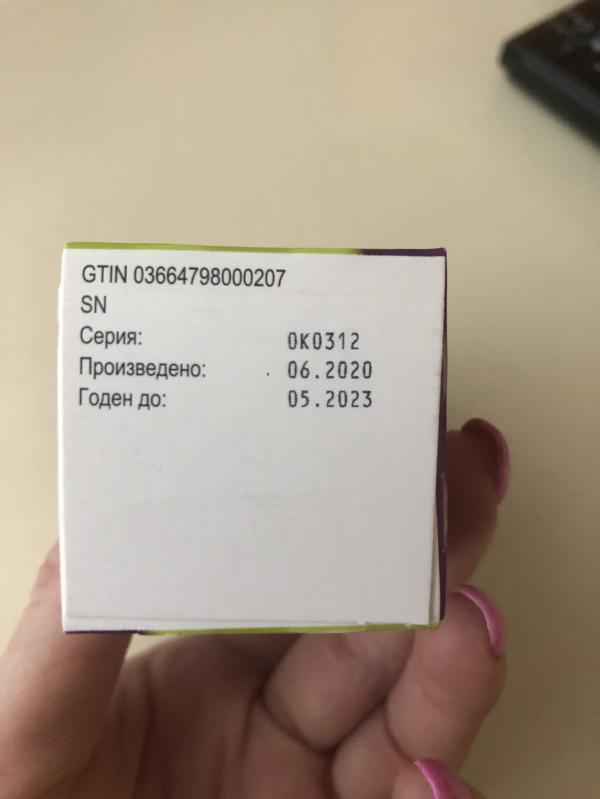 GTIN 03664798000207
SN
Серия: 0K0312
Произведено: 06.2020
Годен до: 05.2023